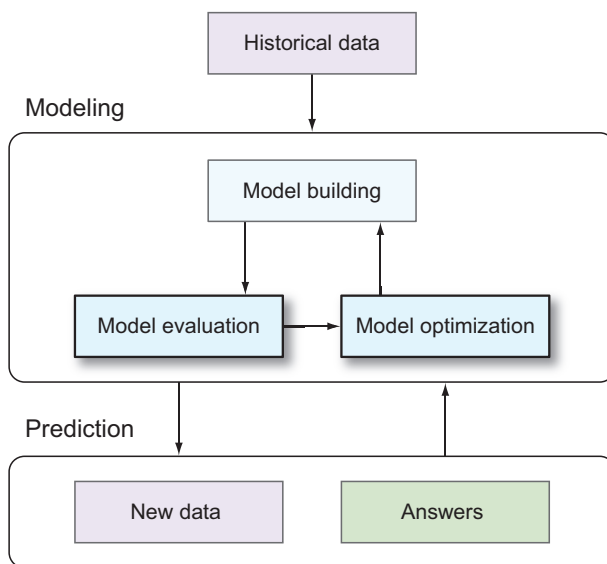 Historical data
Modeling
Model building
Model evaluation
Model optimization
Prediction
New data
Answers